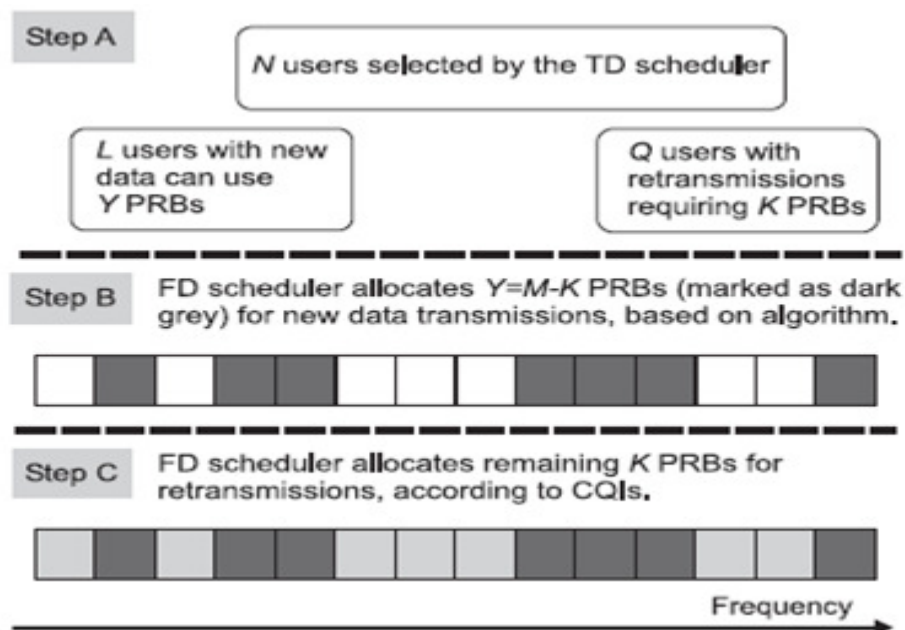 Step A
N users selected by the TD scheduler
L users with new
data can use
Y PRBs
Q users with
retransmissions
requiring K PRBs
Step B
FD scheduler allocates Y=M-K PRBs (marked as dark
grey) for new data transmissions, based on algorithm.
Step C
FD scheduler allocates remaining K PRBs for
retransmissions, according to CQIs.
Frequency